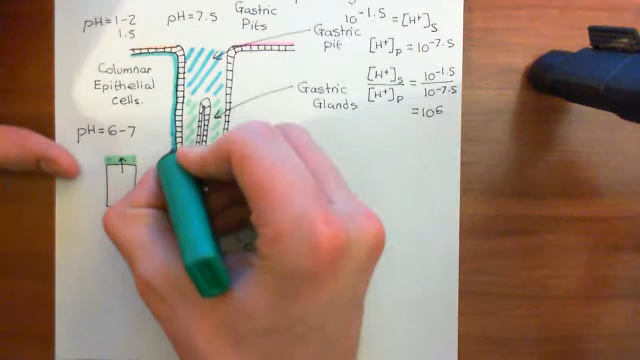 Gastric
Pits
pH=1-2
1.5
pH=7.5
Gastric
pit
Columnar
Epithelial
cells.
Gastric
Glands
pH=6-7
10^-1.5 = [H+]s
[H+]p = 10^-7.5
[H+]s / [H+]p = 10^-1.5 / 10^-7.5
= 10^6